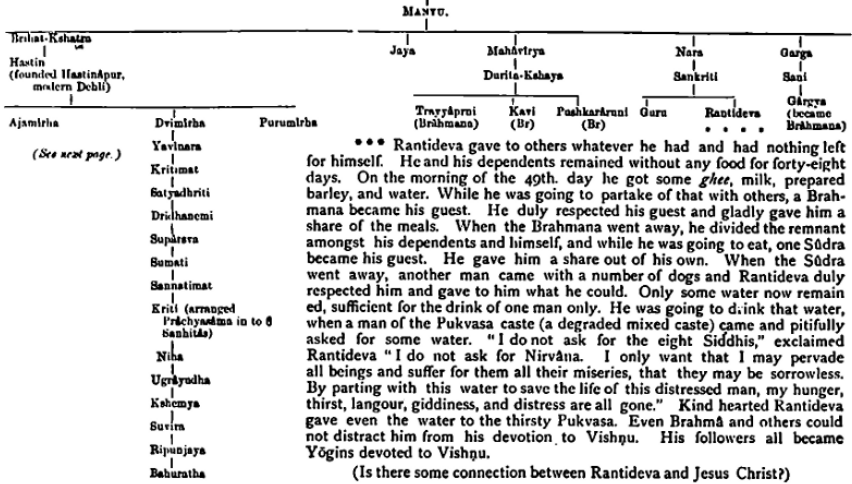 MANYU.
Brihat-Kshatra Jaya Mahâvîrya Nara Garga
Hastin
(founded Hastinâpur,
modern Dehli)
Durita-Kshaya Sankriti Sani
Ajamirha Dvimirha Purumirha
Trayyâruni
(Brâhmana)
Kavi
(Br)
Pushkarâruni
(Br)
Guru Rantideva
. . . .
Gârgya
(became
Brâhmana)
(See next page.)
Yavinara
Kritimat
Satyadhriti
Dridhanemi
Supârsva
Sumati
Sannatimat
Kriti (arranged
Prâchyasâma in to 6
Sanhitâs)
Nîha
Ugrâyudha
Kshemya
Suvira
Ripunjaya
Bahuratha
*** Rantideva gave to others whatever he had and had nothing left
for himself. He and his dependents remained without any food for forty-eight
days. On the morning of the 49th. day he got some ghee, milk, prepared
barley, and water. While he was going to partake of that with others, a Brah-
mana became his guest. He duly respected his guest and gladly gave him a
share of the meals. When the Brahmana went away, he divided the remnant
amongst his dependents and himself, and while he was going to eat, one Sûdra
became his guest. He gave him a share out of his own. When the Sûdra
went away, another man came with a number of dogs and Rantideva duly
respected him and gave to him what he could. Only some water now remain
ed, sufficient for the drink of one man only. He was going to drink that water,
when a man of the Pukvasa caste (a degraded mixed caste) came and pitifully
asked for some water. "I do not ask for the eight Siddhis," exclaimed
Rantideva "I do not ask for Nirvâna. I only want that I may pervade
all beings and suffer for them all their miseries, that they may be sorrowless.
By parting with this water to save the life of this distressed man, my hunger,
thirst, langour, giddiness, and distress are all gone." Kind hearted Rantideva
gave even the water to the thirsty Pukvasa. Even Brahmâ and others could
not distract him from his devotion to Vishṇu. His followers all became
Yōgins devoted to Vishṇu.
(Is there some connection between Rantideva and Jesus Christ?)